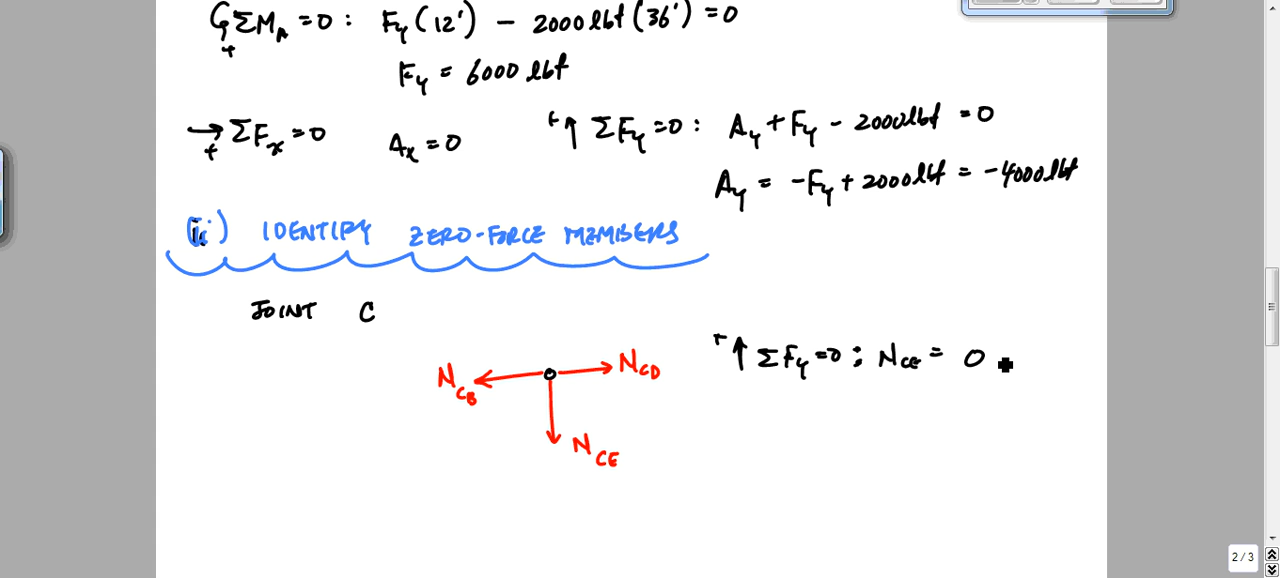 ↺+ ΣM_A = 0 : F_y (12') − 2000 lbf (36') = 0
F_y = 6000 lbf
→+ ΣF_x = 0 A_x = 0 +↑ ΣF_y = 0 : A_y + F_y − 2000 lbf = 0
A_y = −F_y + 2000 lbf = −4000 lbf
(ii) IDENTIFY ZERO-FORCE MEMBERS
JOINT C
+↑ ΣF_y = 0 ; N_CE = 0
N_CB N_CD
N_CE
2 / 3